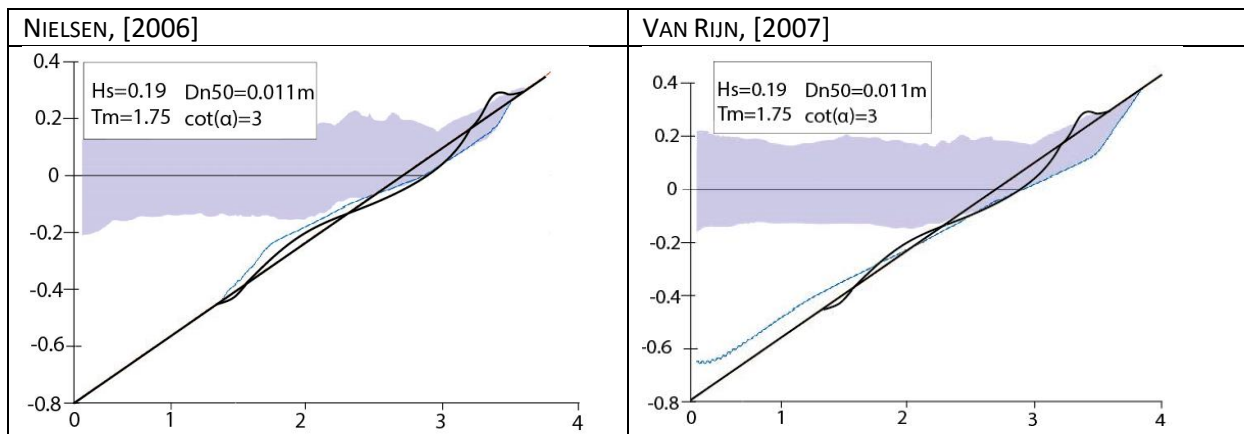 NIELSEN, [2006]
VAN RIJN, [2007]
0.4
0.2
0
-0.2
-0.4
-0.6
-0.8
Hs=0.19 Dn50=0.011m
Tm=1.75 cot(α)=3
0 1 2 3 4
0.4
0.2
0
-0.2
-0.4
-0.6
-0.8
Hs=0.19 Dn50=0.011m
Tm=1.75 cot(α)=3
0 1 2 3 4